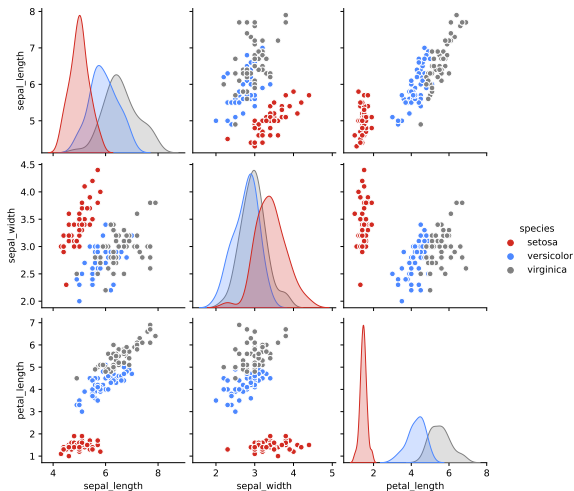 8
7
6
5
sepal_length
4.5
4.0
3.5
3.0
2.5
2.0
sepal_width
species
setosa
versicolor
virginica
7
6
5
4
3
2
1
petal_length
4 6 8
2 3 4 5
2 4 6 8
sepal_length sepal_width petal_length